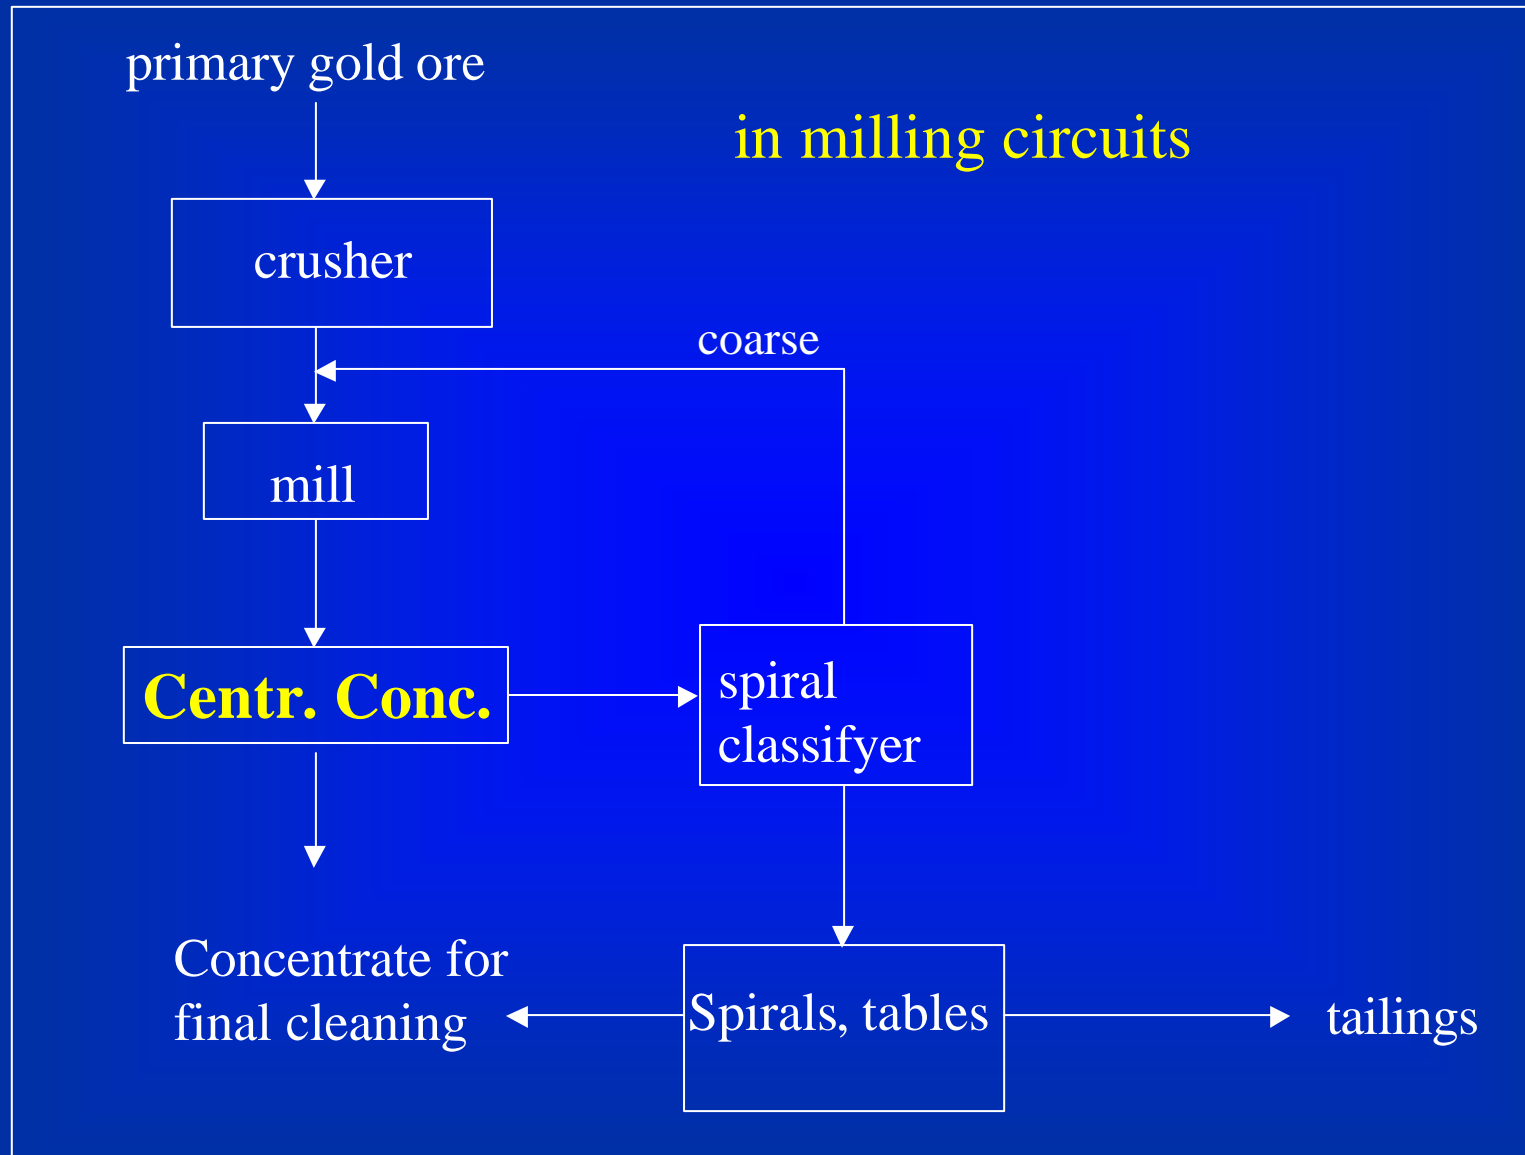 primary gold ore
in milling circuits
crusher
coarse
mill
Centr. Conc.
spiral
classifyer
Concentrate for
final cleaning
Spirals, tables
tailings